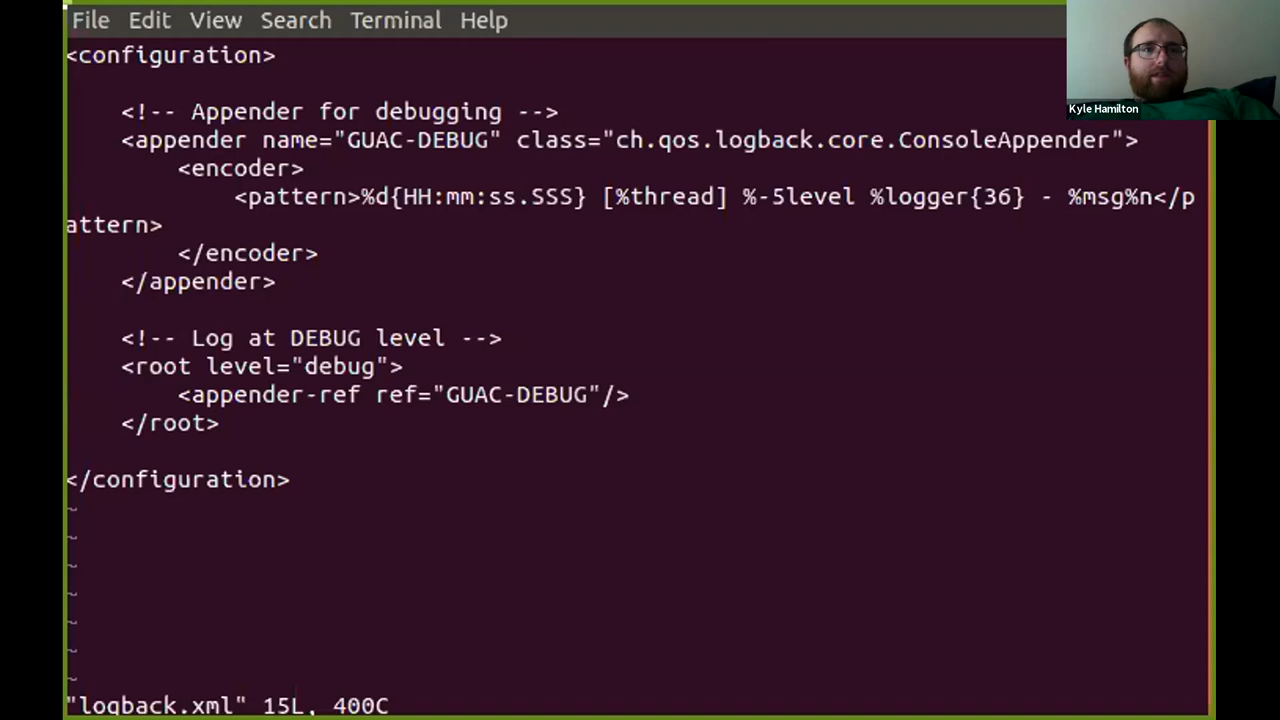 File Edit View Search Terminal Help
<configuration>
<!-- Appender for debugging -->
<appender name="GUAC-DEBUG" class="ch.qos.logback.core.ConsoleAppender">
<encoder>
<pattern>%d{HH:mm:ss.SSS} [%thread] %-5level %logger{36} - %msg%n</p
attern>
</encoder>
</appender>
<!-- Log at DEBUG level -->
<root level="debug">
<appender-ref ref="GUAC-DEBUG"/>
</root>
</configuration>
~
~
~
~
~
~
~
"logback.xml" 15L, 400C
Kyle Hamilton